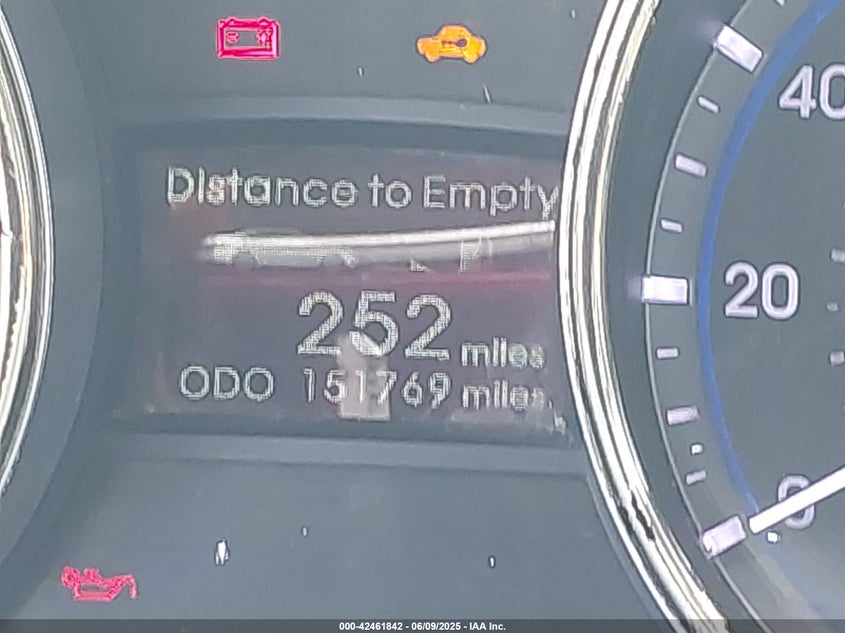 Distance to Empty
252 miles
ODO 151769 miles
40
20
0
000-42461842 - 06/09/2025 - IAA Inc.